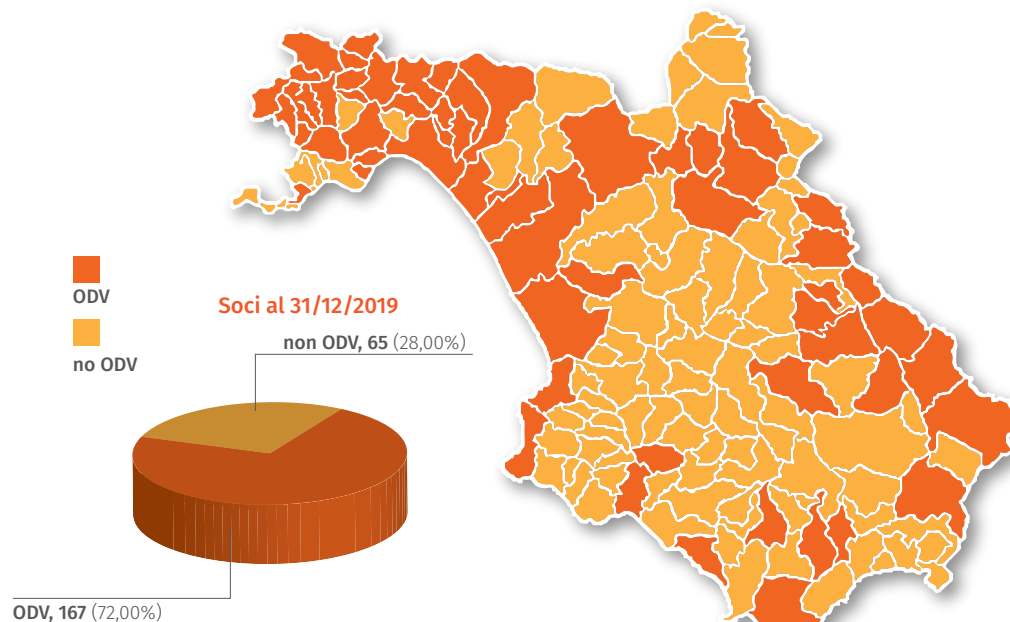 ODV
no ODV
Soci al 31/12/2019
non ODV, 65 (28,00%)
ODV, 167 (72,00%)